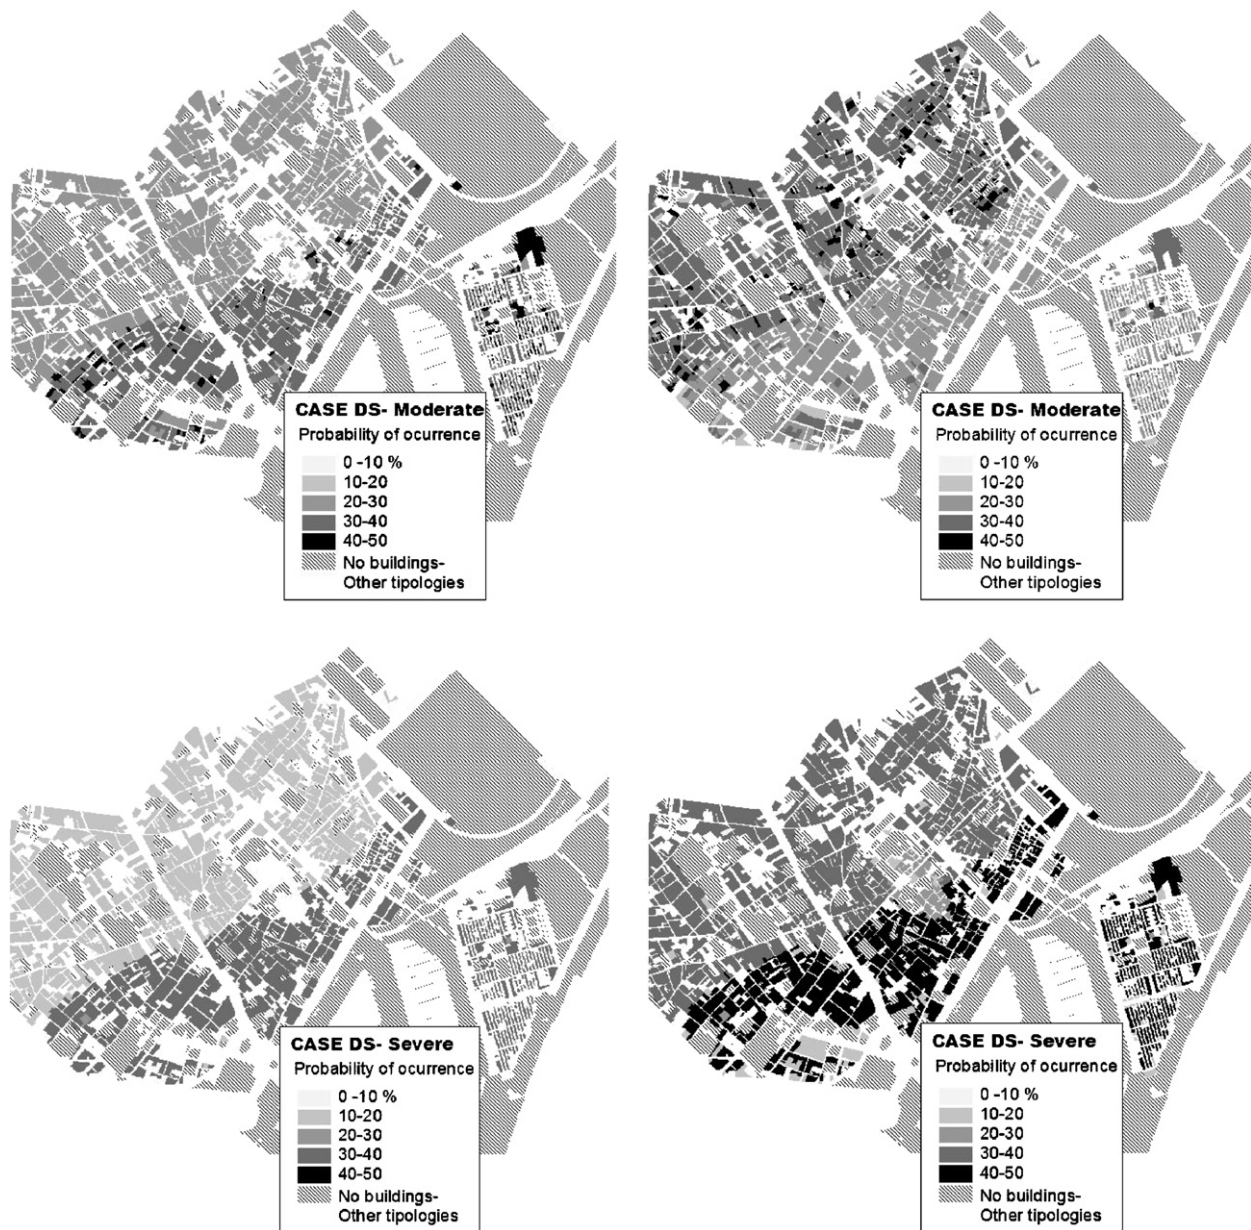 CASE DS- Moderate
Probability of ocurrence
0 -10 %
10-20
20-30
30-40
40-50
No buildings-
Other tipologies
CASE DS- Moderate
Probability of ocurrence
0 -10 %
10-20
20-30
30-40
40-50
No buildings-
Other tipologies
CASE DS- Severe
Probability of ocurrence
0 -10 %
10-20
20-30
30-40
40-50
No buildings-
Other tipologies
CASE DS- Severe
Probability of ocurrence
0 -10 %
10-20
20-30
30-40
40-50
No buildings-
Other tipologies